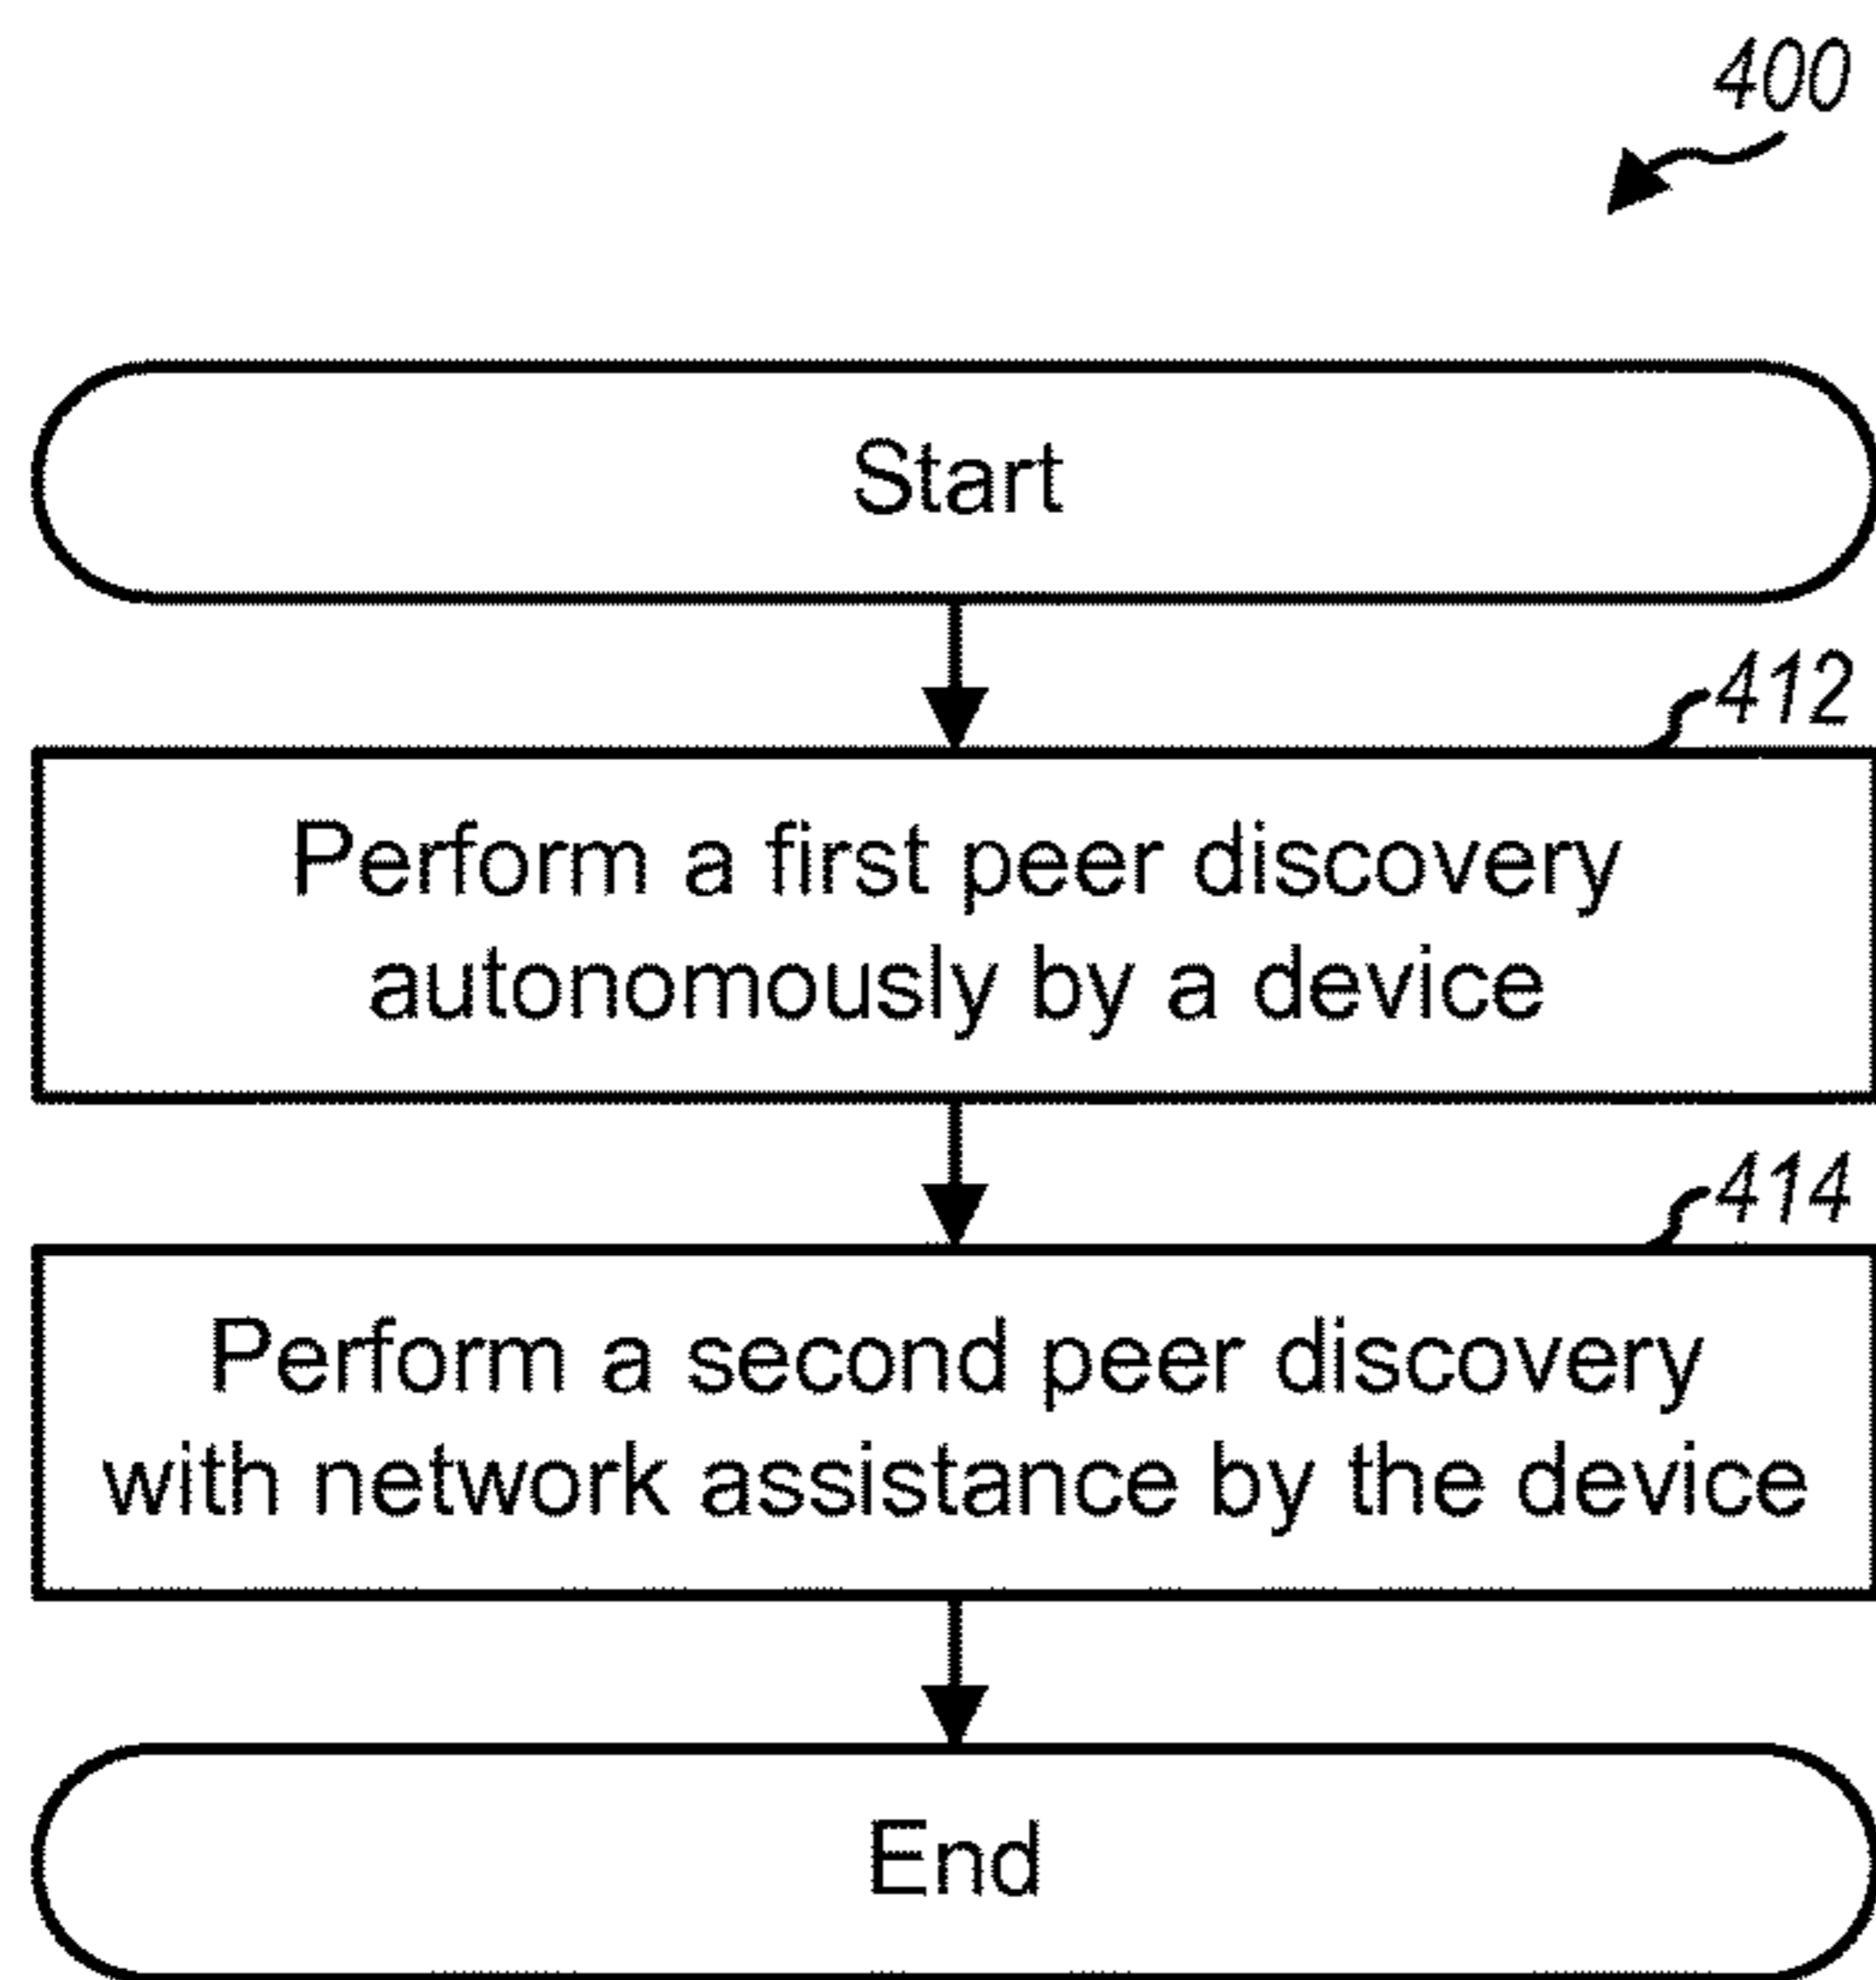 400
Start
412
Perform a first peer discovery
autonomously by a device
414
Perform a second peer discovery
with network assistance by the device
End